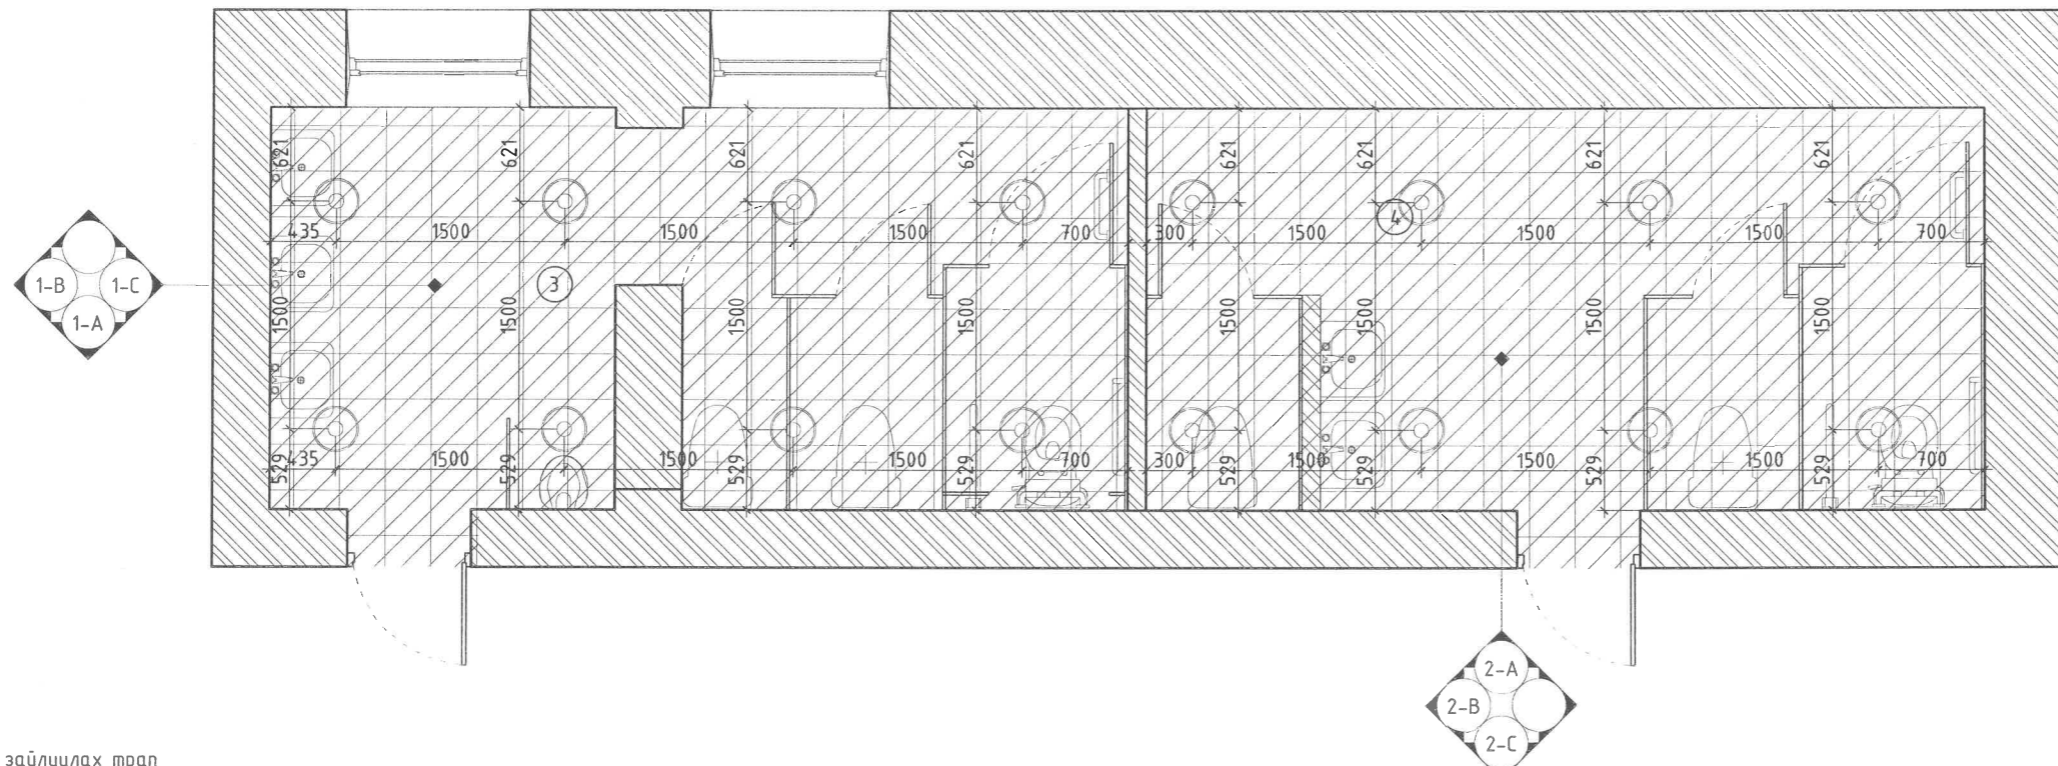 621 621 621 621 621 621 621 621
4
435 1500 1500 1500 700 300 1500 1500 1500 700
1-B 1-C
3
1-A
1500 1500 1500 1500 1500 1500 1500 1500
435 1500 1500 1500 700 300 1500 1500 1500 700
529 529 529 529 529 529 529 529
2-A
2-B
2-C
зайлуулах трап